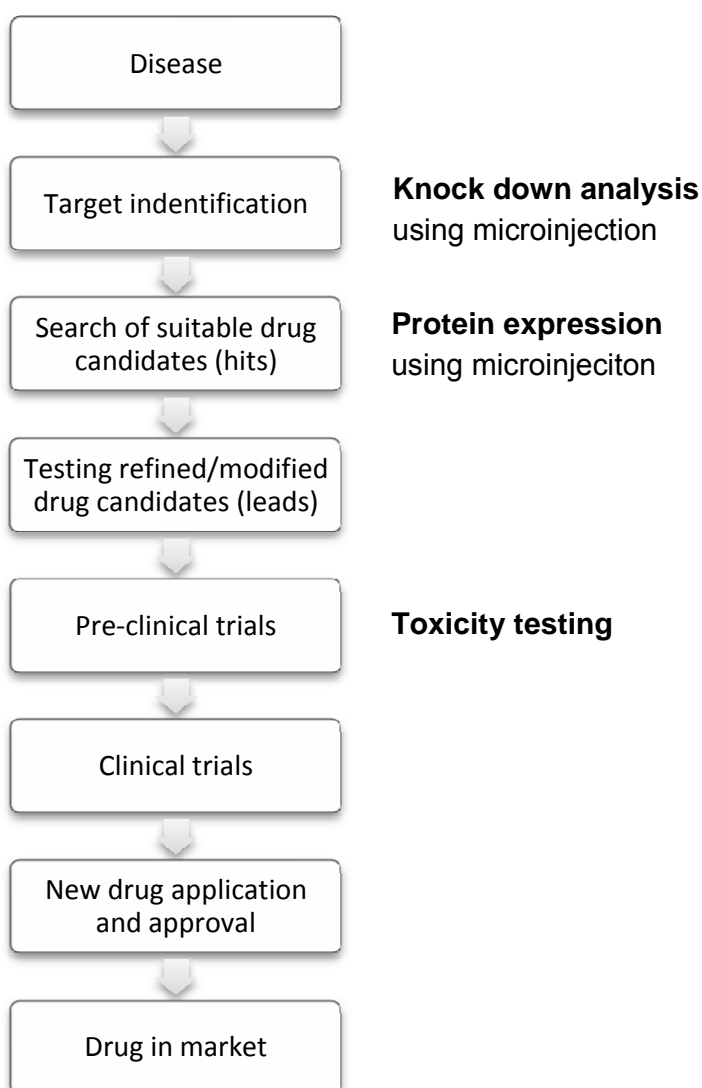 Disease
Target indentification
Knock down analysis
using microinjection
Search of suitable drug
candidates (hits)
Protein expression
using microinjeciton
Testing refined/modified
drug candidates (leads)
Pre-clinical trials
Toxicity testing
Clinical trials
New drug application
and approval
Drug in market